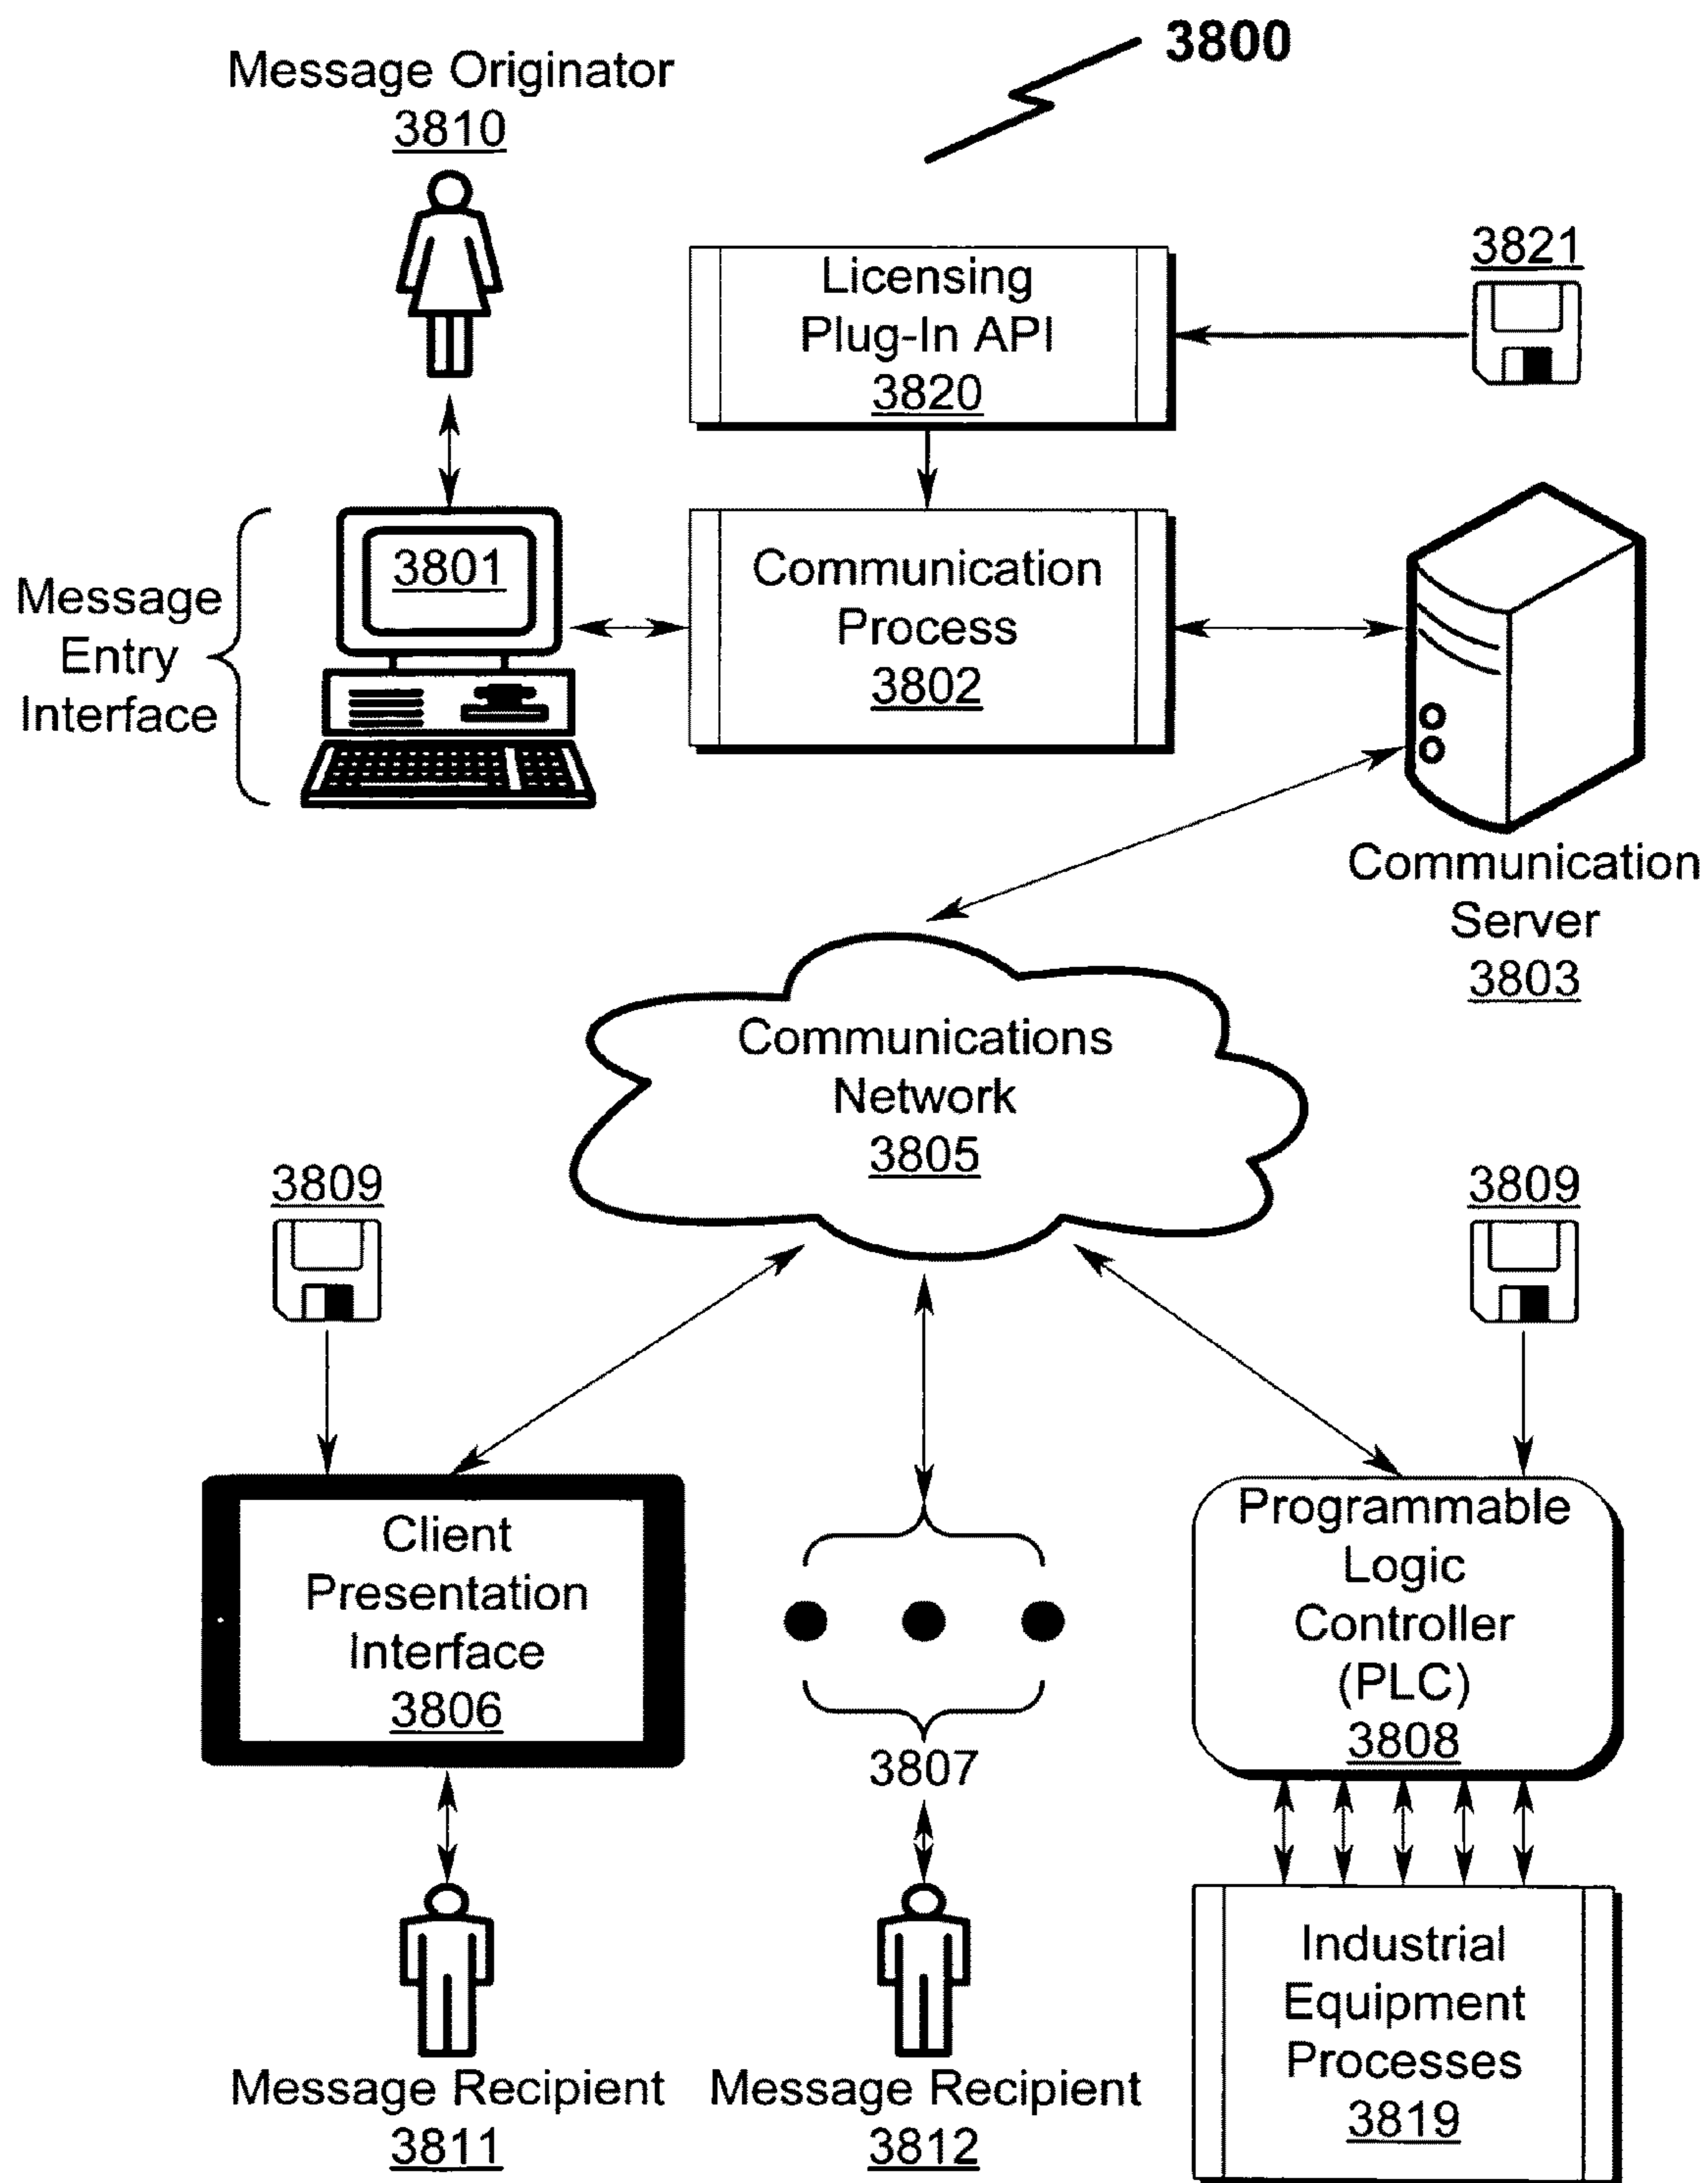 3800
Message Originator
3810
Licensing
Plug-In API
3820
3821
3801
Message
Entry
Interface
Communication
Process
3802
Communication
Server
3803
Communications
Network
3805
3809
3809
Client
Presentation
Interface
3806
3807
Programmable
Logic
Controller
(PLC)
3808
Message Recipient
3811
Message Recipient
3812
Industrial
Equipment
Processes
3819